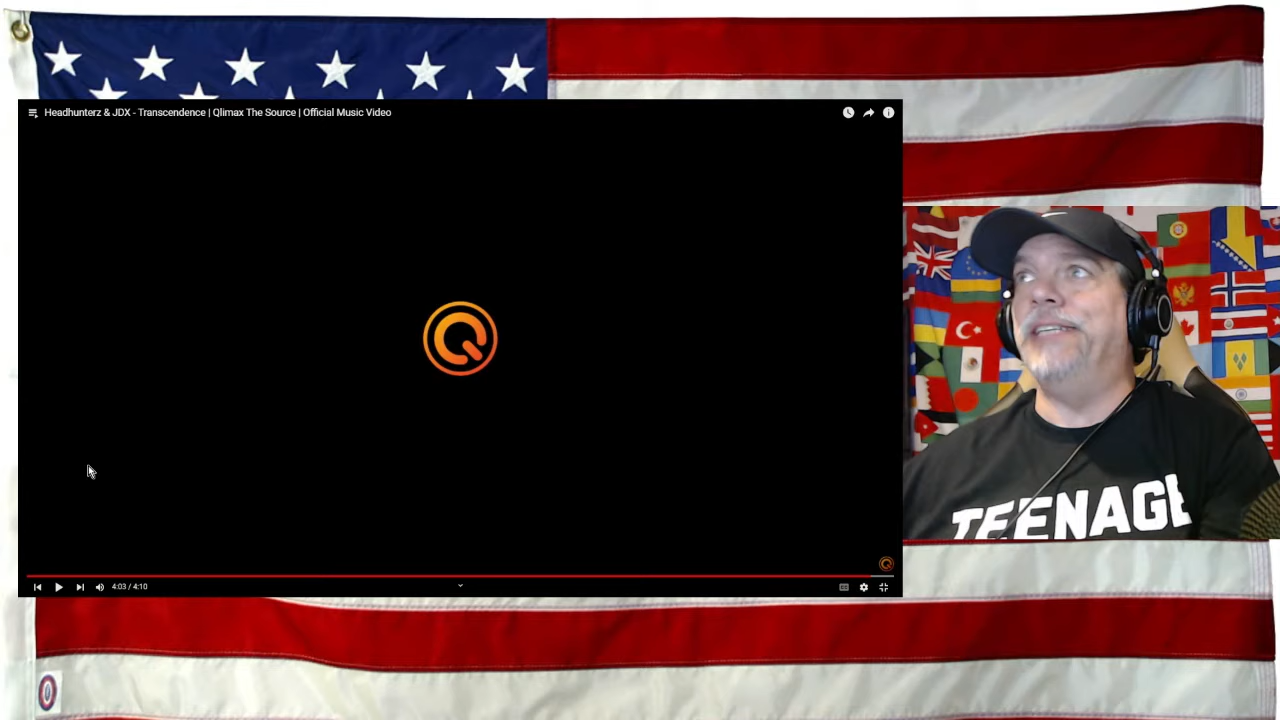 Headhunterz & JDX - Transcendence | Qlimax The Source | Official Music Video
TEENAGE
4:03 / 4:10